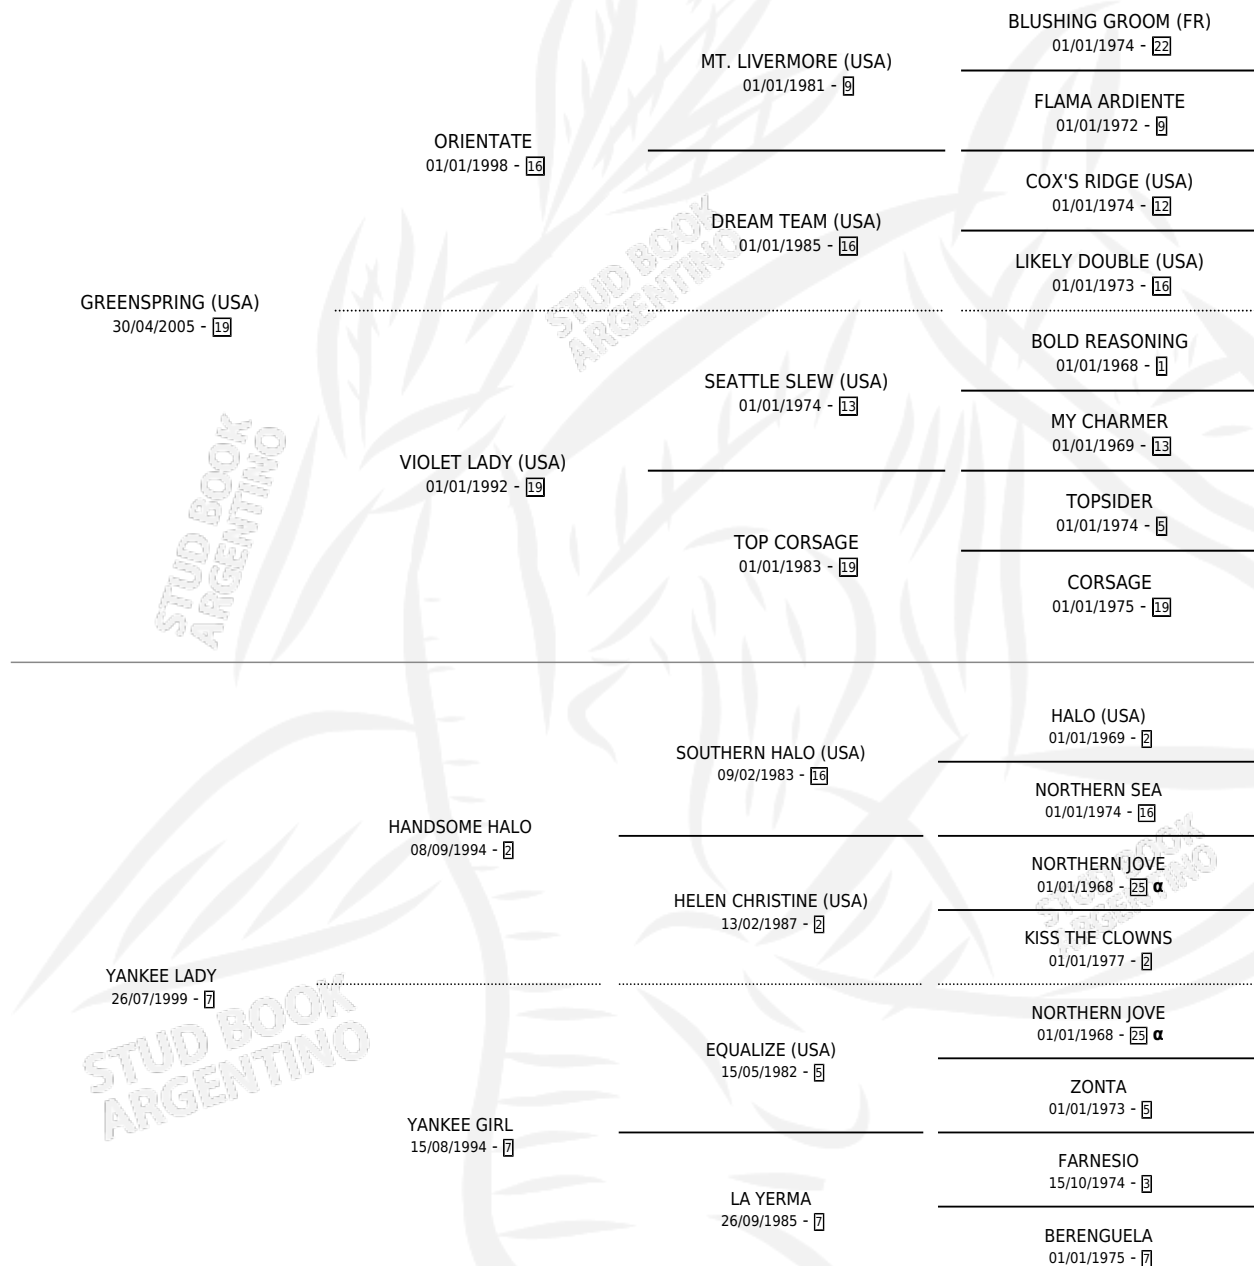 BLUSHING GROOM (FR)
01/01/1974 - 22
MT. LIVERMORE (USA)
01/01/1981 - 9
FLAMA ARDIENTE
01/01/1972 - 9
ORIENTATE
01/01/1998 - 16
COX'S RIDGE (USA)
01/01/1974 - 12
DREAM TEAM (USA)
01/01/1985 - 16
LIKELY DOUBLE (USA)
01/01/1973 - 16
GREENSPRING (USA)
30/04/2005 - 19
BOLD REASONING
01/01/1968 - 1
SEATTLE SLEW (USA)
01/01/1974 - 13
MY CHARMER
01/01/1969 - 13
VIOLET LADY (USA)
01/01/1992 - 19
TOPSIDER
01/01/1974 - 5
TOP CORSAGE
01/01/1983 - 19
CORSAGE
01/01/1975 - 19
STUD BOOK
ARGENTINO
STUD BOOK
ARGENTINO
HALO (USA)
01/01/1969 - 2
SOUTHERN HALO (USA)
09/02/1983 - 16
NORTHERN SEA
01/01/1974 - 16
HANDSOME HALO
08/09/1994 - 2
NORTHERN JOVE
01/01/1968 - 25 α
HELEN CHRISTINE (USA)
13/02/1987 - 2
KISS THE CLOWNS
01/01/1977 - 2
YANKEE LADY
26/07/1999 - 7
NORTHERN JOVE
01/01/1968 - 25 α
EQUALIZE (USA)
15/05/1982 - 5
ZONTA
01/01/1973 - 5
YANKEE GIRL
15/08/1994 - 7
FARNESIO
15/10/1974 - 3
LA YERMA
26/09/1985 - 7
BERENGUELA
01/01/1975 - 7
STUD BOOK
ARGENTINO
STUD BOOK
ARGENTINO